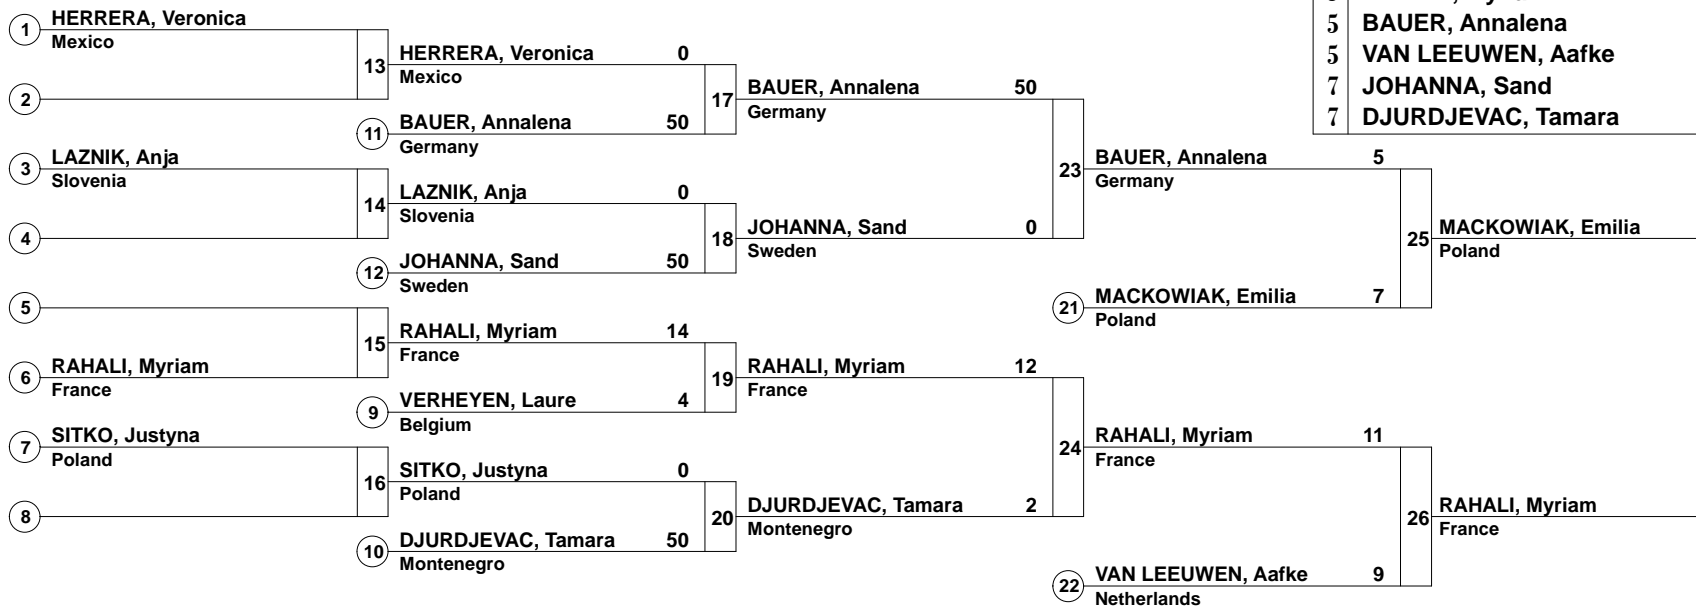 5 BAUER, Annalena
5 VAN LEEUWEN, Aafke
7 JOHANNA, Sand
7 DJURDJEVAC, Tamara
1 HERRERA, Veronica
Mexico
2
13 HERRERA, Veronica 0
Mexico
11 BAUER, Annalena 50
Germany
3 LAZNIK, Anja
Slovenia
4
14 LAZNIK, Anja 0
Slovenia
12 JOHANNA, Sand 50
Sweden
5
6 RAHALI, Myriam
France
15 RAHALI, Myriam 14
France
9 VERHEYEN, Laure 4
Belgium
7 SITKO, Justyna
Poland
8
16 SITKO, Justyna 0
Poland
10 DJURDJEVAC, Tamara 50
Montenegro
17 BAUER, Annalena 50
Germany
18 JOHANNA, Sand 0
Sweden
19 RAHALI, Myriam 12
France
20 DJURDJEVAC, Tamara 2
Montenegro
23 BAUER, Annalena 5
Germany
21 MACKOWIAK, Emilia 7
Poland
24 RAHALI, Myriam 11
France
22 VAN LEEUWEN, Aafke 9
Netherlands
25 MACKOWIAK, Emilia
Poland
26 RAHALI, Myriam
France